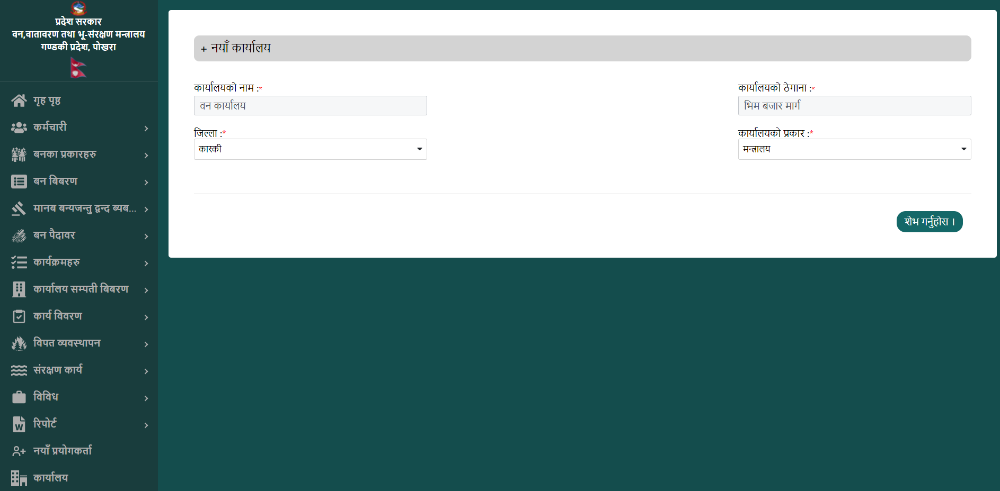 प्रदेश सरकार
वन,वातावरण तथा भू-संरक्षण मन्त्रालय
गण्डकी प्रदेश, पोखरा
गृह पृष्ठ
कर्मचारी
बनका प्रकारहरु
बन बिबरण
मानब बन्यजन्तु द्वन्द ब्यब...
बन पैदावर
कार्यक्रमहरु
कार्यालय सम्पती बिबरण
कार्य विवरण
विपत व्यवस्थापन
संरक्षण कार्य
विविध
रिपोर्ट
नयाँ प्रयोगकर्ता
कार्यालय
+ नयाँ कार्यालय
कार्यालयको नाम :*
वन कार्यालय
कार्यालयको ठेगाना :*
भिम बजार मार्ग
जिल्ला :*
कास्की
कार्यालयको प्रकार :*
मन्त्रालय
शेभ गर्नुहोस ।